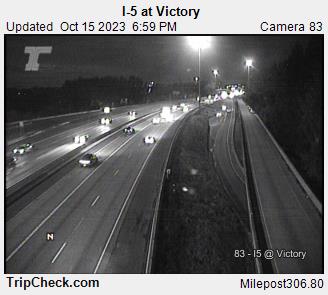 I-5 at Victory
Updated Oct 15 2023 6:59 PM Camera 83
T
N
83 - I5 @ Victory
TripCheck.com Milepost306.80